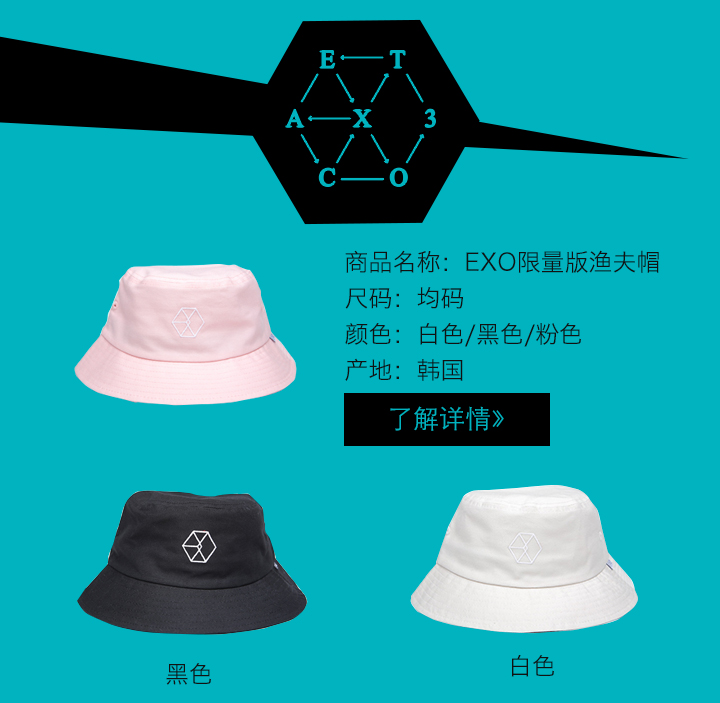 E T
A X 3
C O
商品名称：EXO限量版渔夫帽
尺码：均码
颜色：白色/黑色/粉色
产地：韩国
了解详情》
黑色
白色